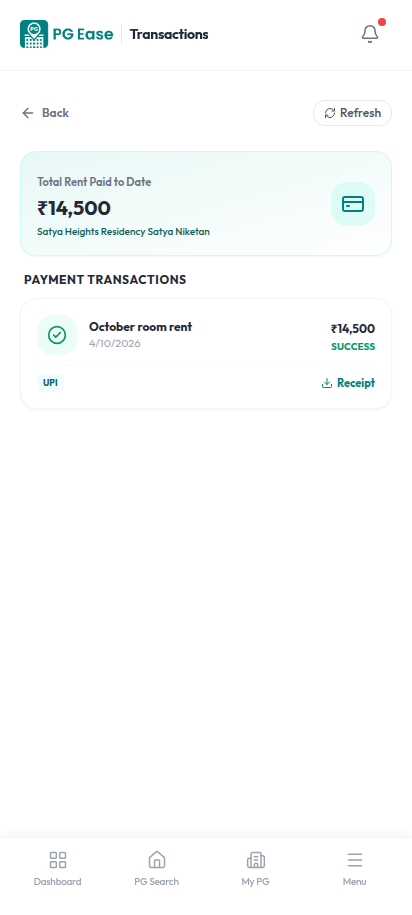 PG
PG Ease
Transactions
Back
Refresh
Total Rent Paid to Date
₹14,500
Satya Heights Residency Satya Niketan
PAYMENT TRANSACTIONS
October room rent
₹14,500
4/10/2026
SUCCESS
UPI
Receipt
Dashboard
PG Search
My PG
Menu